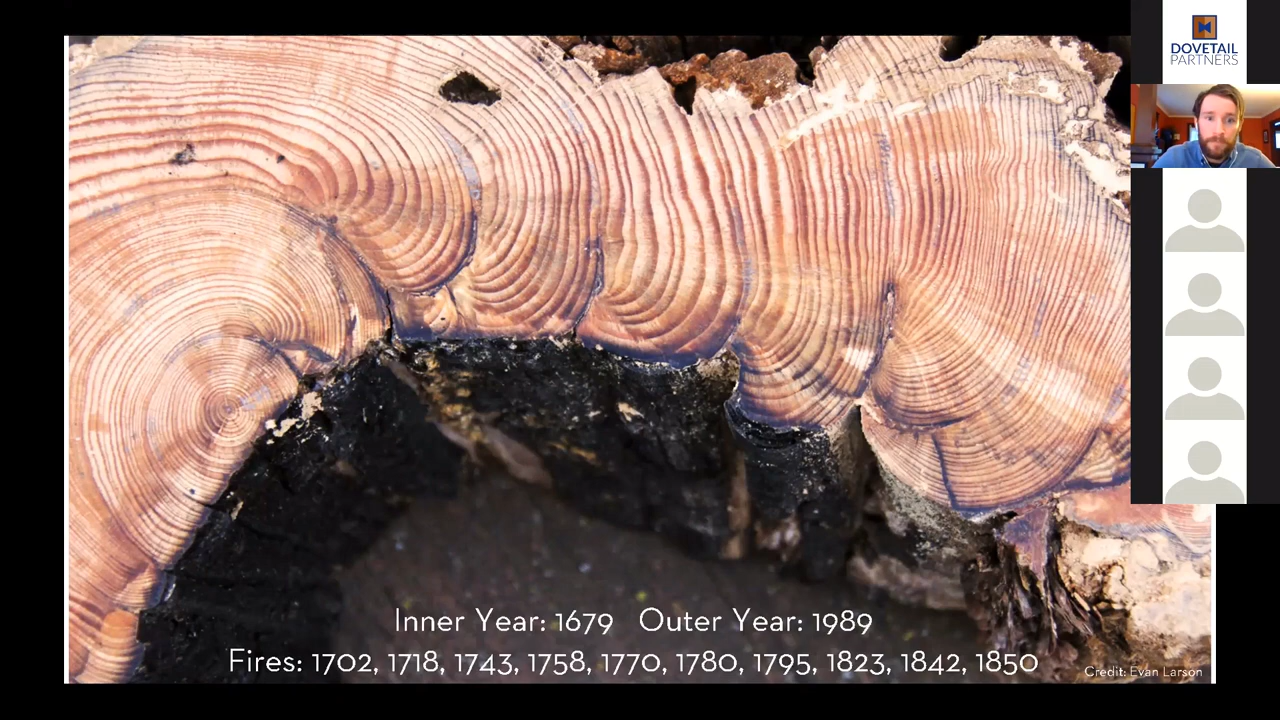 DOVETAIL
PARTNERS
Inner Year: 1679 Outer Year: 1989
Fires: 1702, 1718, 1743, 1758, 1770, 1780, 1795, 1823, 1842, 1850
Credit: Evan Larson